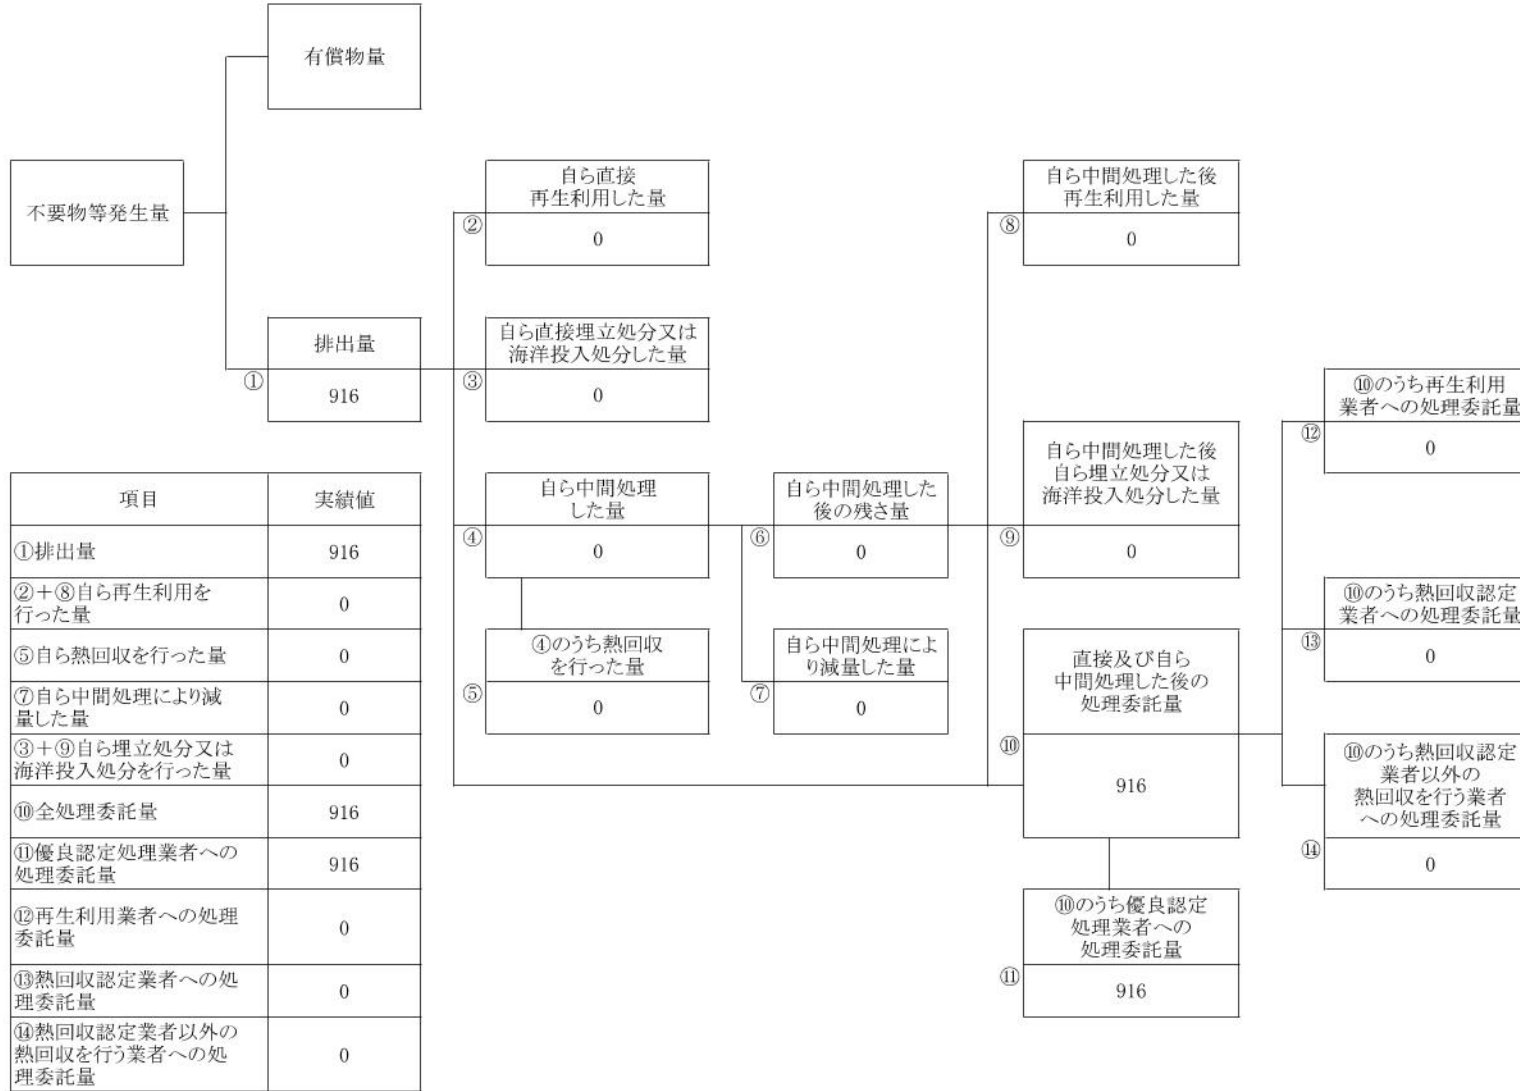 有償物量
不要物等発生量
自ら直接
再生利用した量
②
0
自ら中間処理した後
再生利用した量
⑧
0
排出量
①
916
自ら直接埋立処分又は
海洋投入処分した量
③
0
⑩のうち再生利用
業者への処理委託量
⑫
0
自ら中間処理した後
自ら埋立処分又は
海洋投入処分した量
⑨
0
自ら中間処理
した量
④
0
自ら中間処理した
後の残さ量
⑥
0
④のうち熱回収
を行った量
⑤
0
自ら中間処理によ
り減量した量
⑦
0
直接及び自ら
中間処理した後の
処理委託量
⑩
916
⑩のうち熱回収認定
業者への処理委託量
⑬
0
⑩のうち熱回収認定
業者以外の
熱回収を行う業者
への処理委託量
⑭
0
⑩のうち優良認定
処理業者への
処理委託量
⑪
916
項目 実績値
①排出量 916
②+⑧自ら再生利用を
行った量
0
⑤自ら熱回収を行った量 0
⑦自ら中間処理により減
量した量
0
③+⑨自ら埋立処分又は
海洋投入処分を行った量
0
⑩全処理委託量 916
⑪優良認定処理業者への
処理委託量
916
⑫再生利用業者への処理
委託量
0
⑬熱回収認定業者への処
理委託量
0
⑭熱回収認定業者以外の
熱回収を行う業者への処
理委託量
0